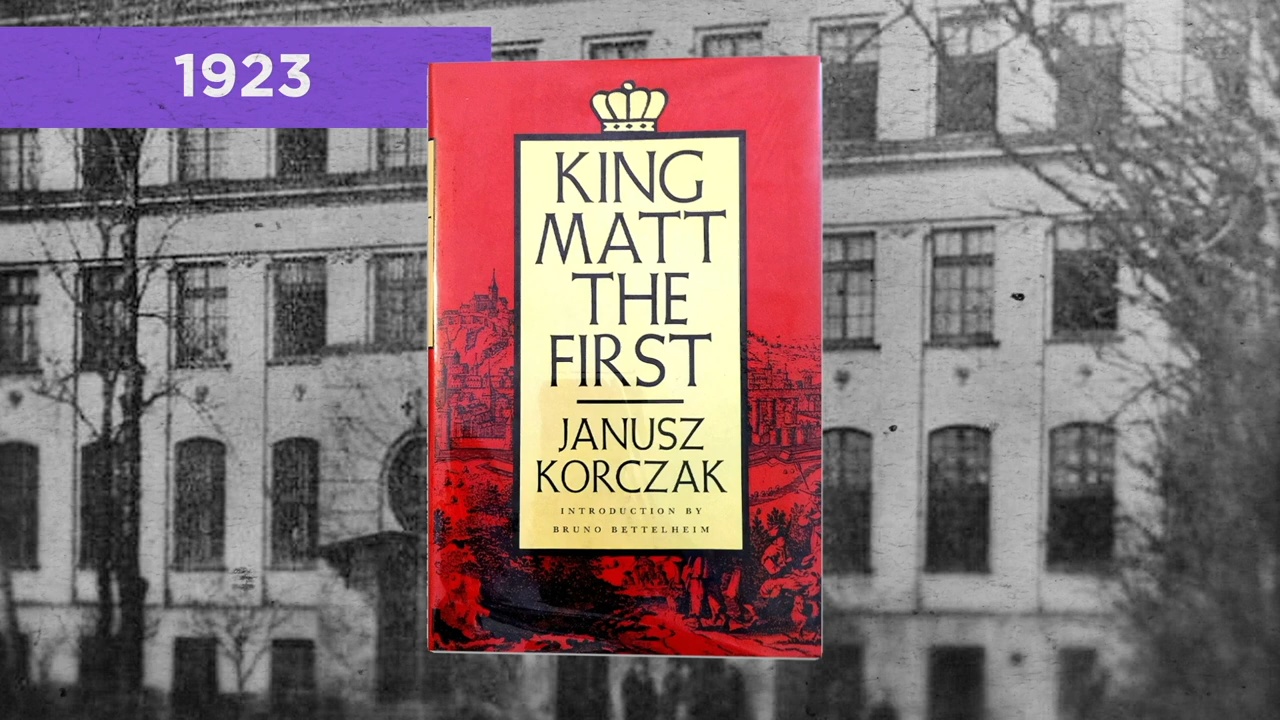 1923
KING
MATT
THE
FIRST
JANUSZ
KORCZAK
INTRODUCTION BY
BRUNO BETTELHEIM